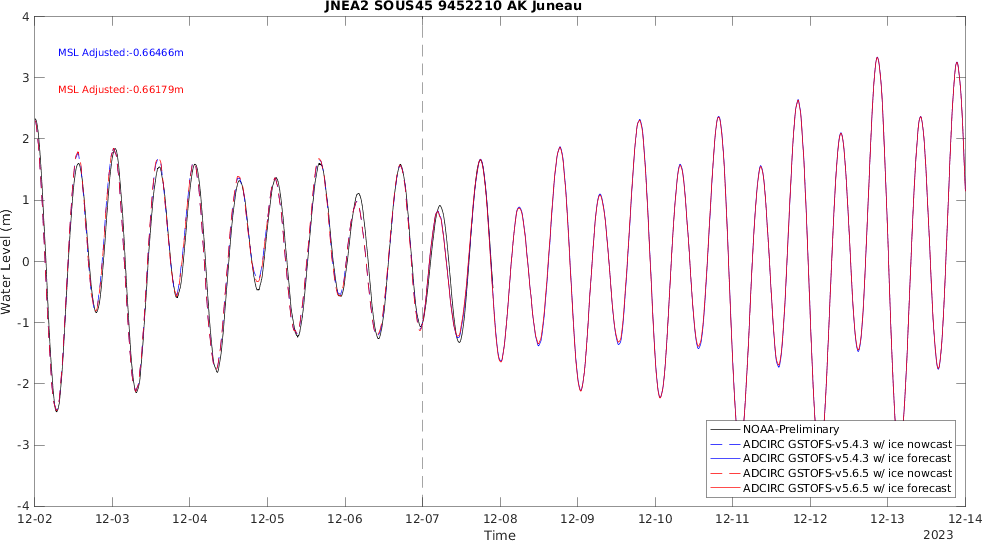 JNEA2 SOUS45 9452210 AK Juneau
MSL Adjusted:-0.66466m
MSL Adjusted:-0.66179m
Water Level (m)
4
3
2
1
0
-1
-2
-3
-4
NOAA-Preliminary
ADCIRC GSTOFS-v5.4.3 w/ ice nowcast
ADCIRC GSTOFS-v5.4.3 w/ ice forecast
ADCIRC GSTOFS-v5.6.5 w/ ice nowcast
ADCIRC GSTOFS-v5.6.5 w/ ice forecast
12-02 12-03 12-04 12-05 12-06 12-07 12-08 12-09 12-10 12-11 12-12 12-13 12-14
Time
2023